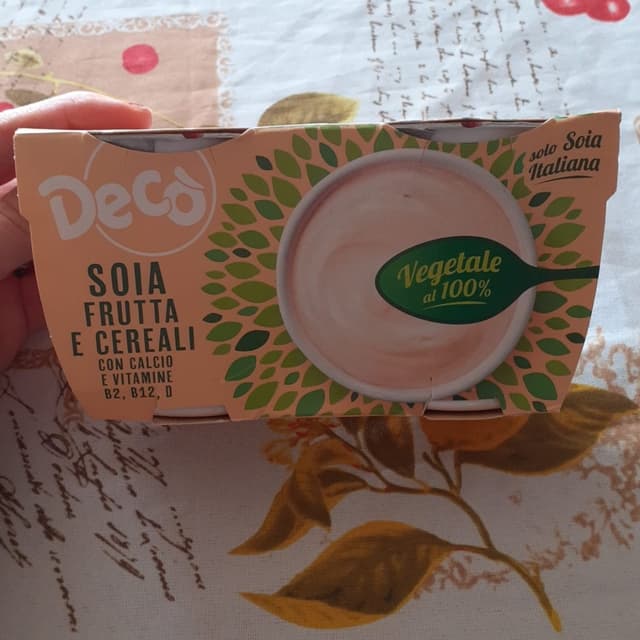 Decò
SOIA
FRUTTA
E CEREALI
CON CALCIO
E VITAMINE
B2, B12, D
Vegetale
al 100%
solo Soia
Italiana